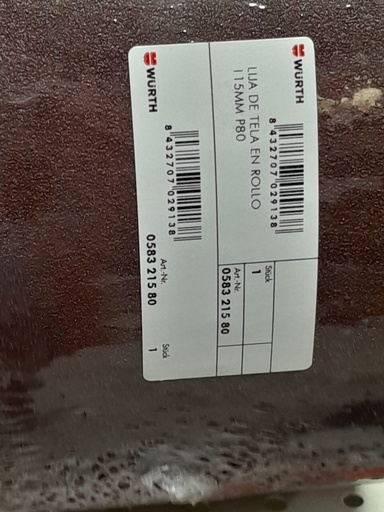 WÜRTH
LIJA DE TELA EN ROLLO
115MM P80
8 432707 029138
Stück
1
Art.-Nr.
0583 215 80
WÜRTH
8 432707 029138
Art.-Nr.
0583 215 80
Stück
1